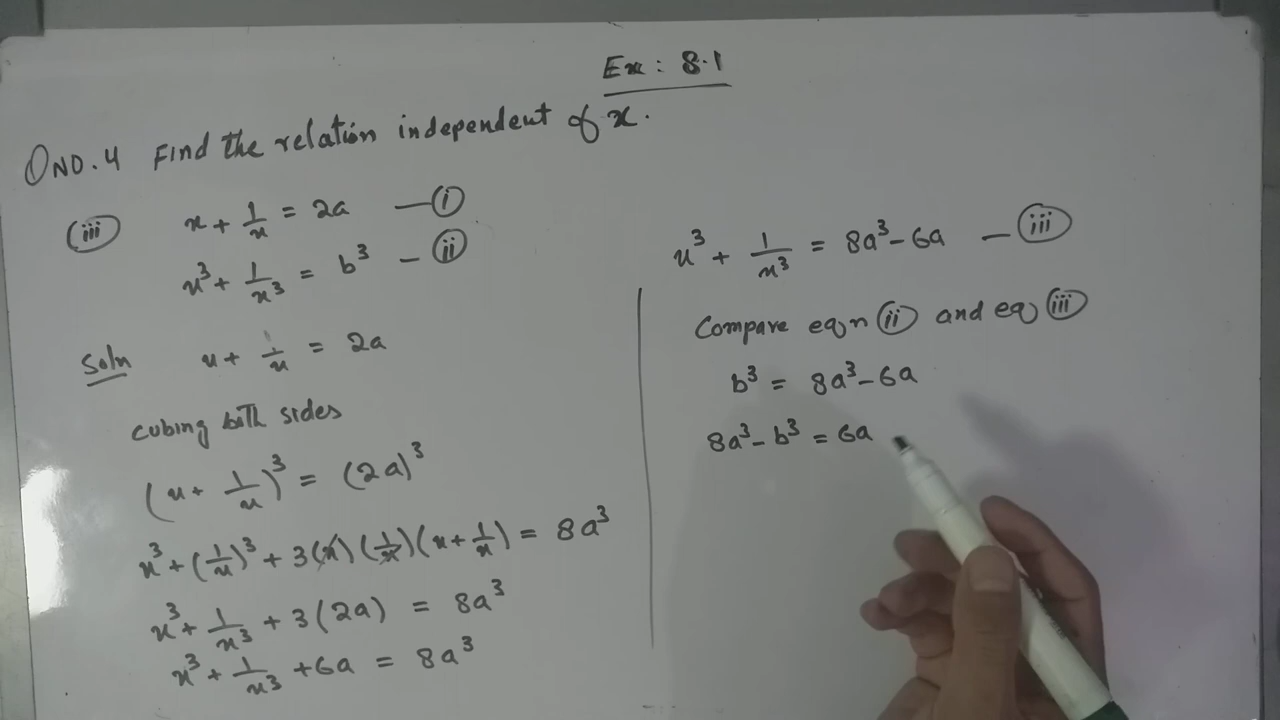 Ex: 8.1
QNO.4 Find the relation independent of x.
(iii) x + 1/x = 2a —(i)
x³ + 1/x³ = b³ —(ii)
Soln x + 1/x = 2a
cubing both sides
(x + 1/x)³ = (2a)³
x³ + (1/x)³ + 3(x)(1/x)(x + 1/x) = 8a³
x³ + 1/x³ + 3(2a) = 8a³
x³ + 1/x³ + 6a = 8a³
x³ + 1/x³ = 8a³ - 6a —(iii)
Compare eqn (ii) and eq (iii)
b³ = 8a³ - 6a
8a³ - b³ = 6a